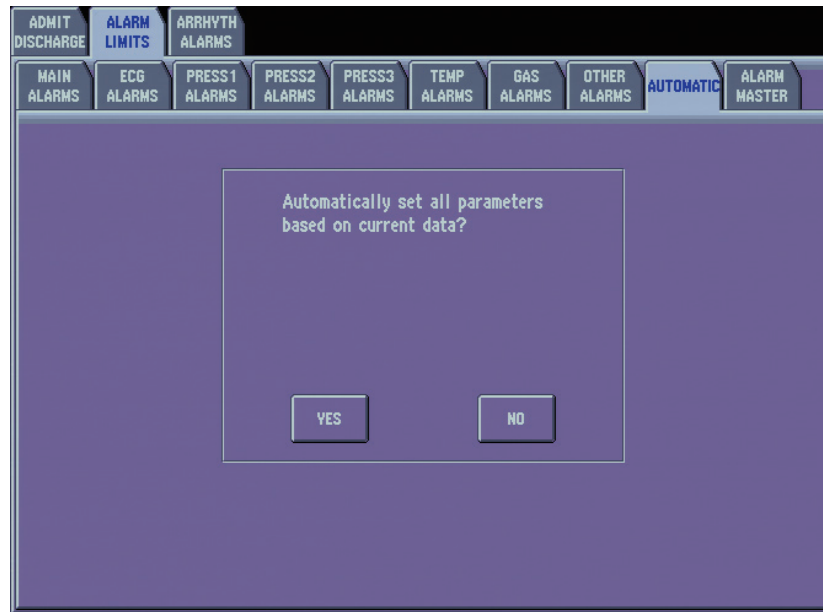 ADMIT
DISCHARGE
ALARM
LIMITS
ARRHYTH
ALARMS
MAIN
ALARMS
ECG
ALARMS
PRESS1
ALARMS
PRESS2
ALARMS
PRESS3
ALARMS
TEMP
ALARMS
GAS
ALARMS
OTHER
ALARMS
AUTOMATIC
ALARM
MASTER
Automatically set all parameters
based on current data?
YES
NO